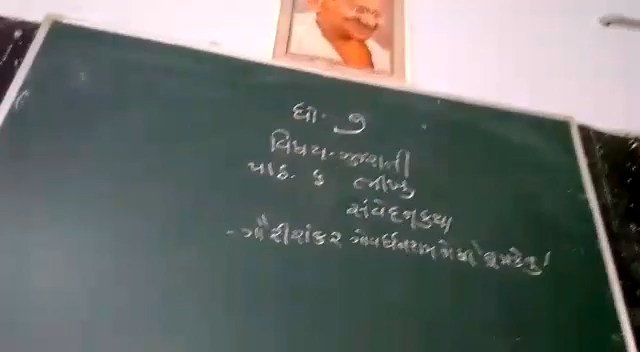 ધો. ૭
વિષય - ગુજરાતી
પાઠ. ૬ ભીખુ
સંવેદનકથા
- ગૌરીશંકર ગોવર્ધનરામ જોષી 'ધૂમકેતુ'